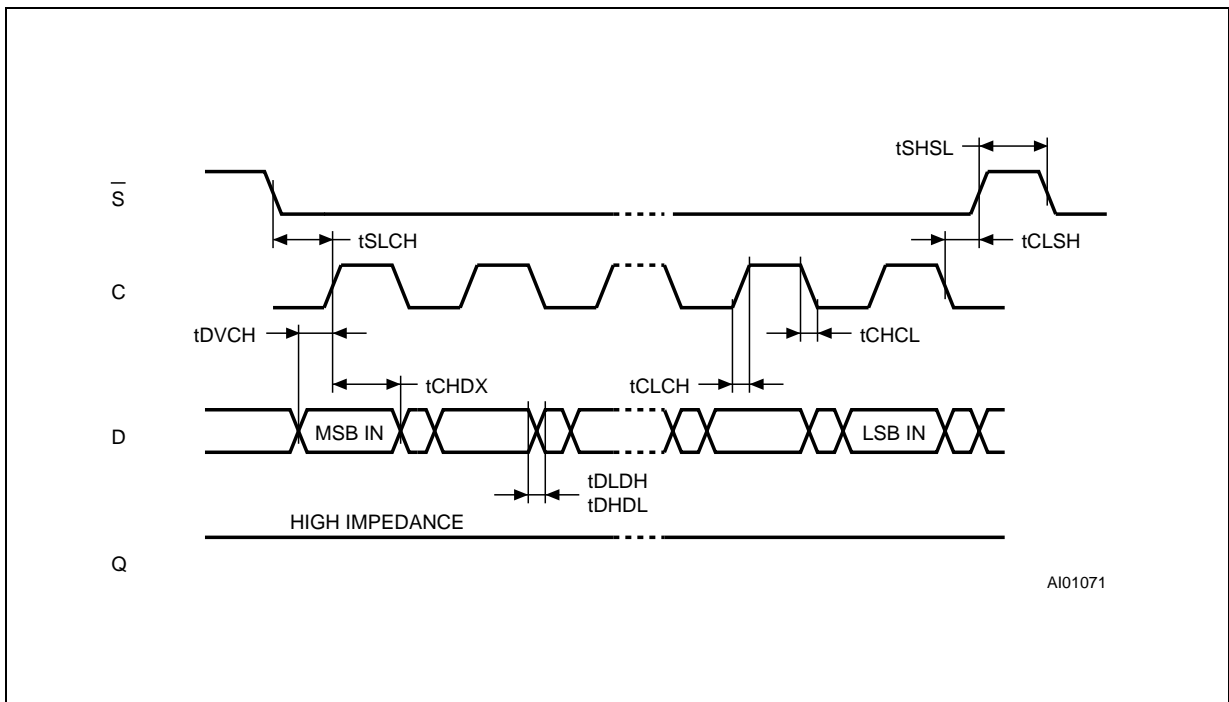 tSHSL
S̅
tSLCH
tCLSH
C
tDVCH
tCHCL
tCHDX
tCLCH
D
MSB IN
LSB IN
tDLDH
tDHDL
HIGH IMPEDANCE
Q
AI01071